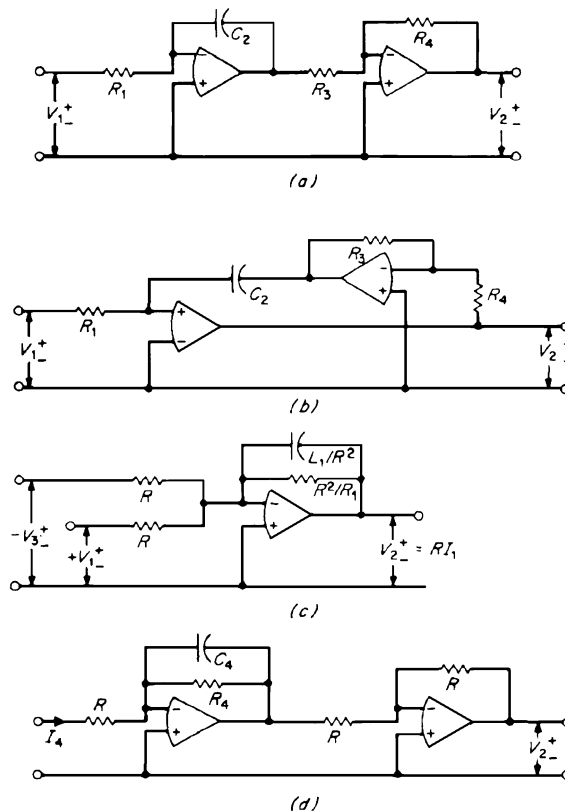 C₂
R₄
− − 
R₁ + R₃ +
V₁ + − V₂ + −
(a)
R₃
C₂
−
+ R₄
R₁ +
−
V₁ + − V₂
(b)
L₁/R²
R R²/R₁
−
+
−V₃ + − R
+V₁ + − V₂ + − = RI₁
(c)
C₄
R₄ R
R − −
I₄ + R +
V₂ + −
(d)